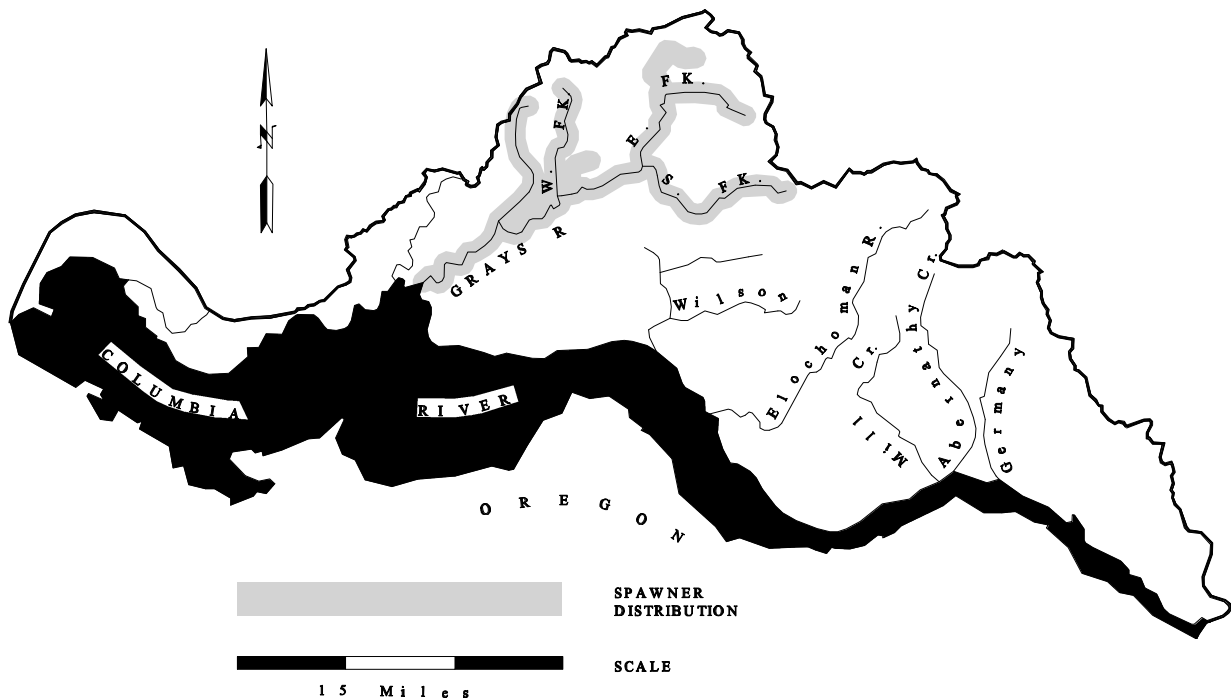 N
FK.
W. FK
E.
S. FK.
GRAYS R
Wilson
Elochoman R.
Mill Cr.
Abernathy Cr.
Germany
COLUMBIA
RIVER
OREGON
SPAWNER
DISTRIBUTION
SCALE
15 Miles